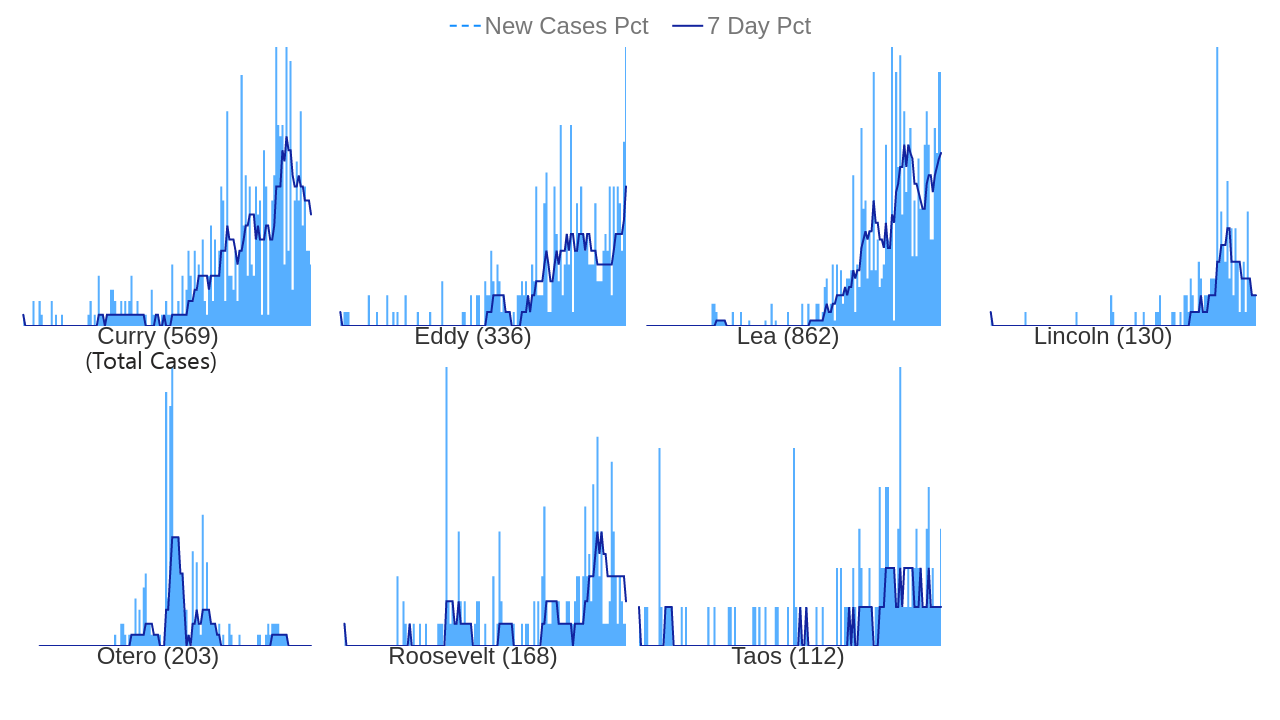 New Cases Pct 7 Day Pct
Curry (569) Eddy (336) Lea (862) Lincoln (130)
(Total Cases)
Otero (203) Roosevelt (168) Taos (112)